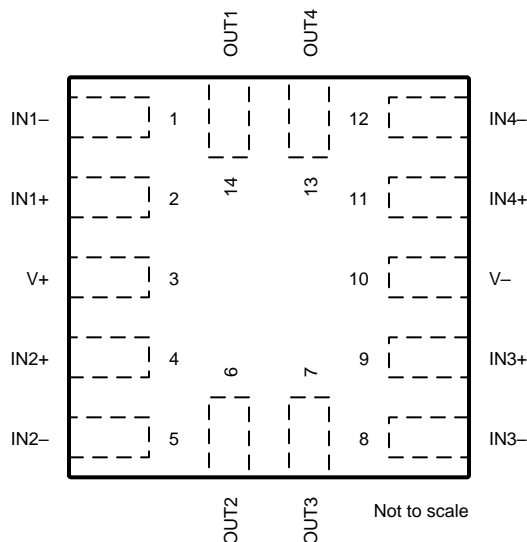 OUT1 OUT4
IN1– 1 12 IN4–
14 13
IN1+ 2 11 IN4+
V+ 3 10 V–
IN2+ 4 6 7 9 IN3+
IN2– 5 8 IN3–
OUT2 OUT3
Not to scale